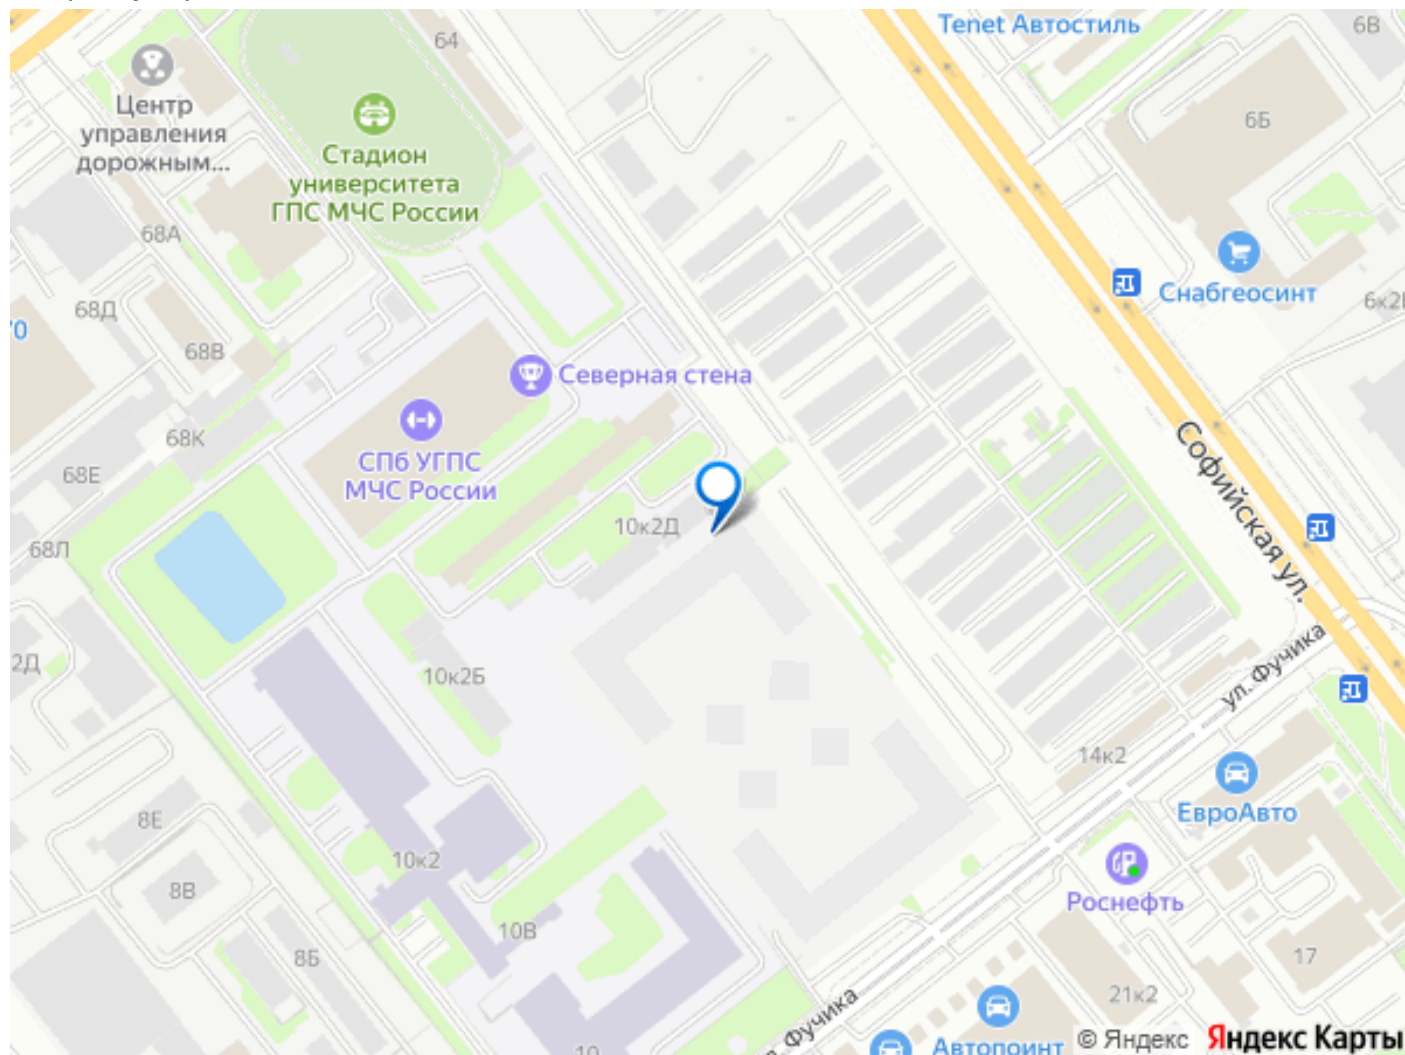 Tenet Автостиль
6В
64
Центр
управления
дорожным...
6Б
Стадион
университета
ГПС МЧС России
68А
Снабгеосинт
68Д
70
68В
Северная стена
Софийская ул.
68К
СПб УГПС
МЧС России
68Е
10к2Д
68Л
ул. Фучика
2Д
10к2Б
14к2
ЕвроАвто
8Е
10к2
8В
Роснефть
10В
8Б
17
21к2
Фучика
Автопоинт
© Яндекс Яндекс Карты